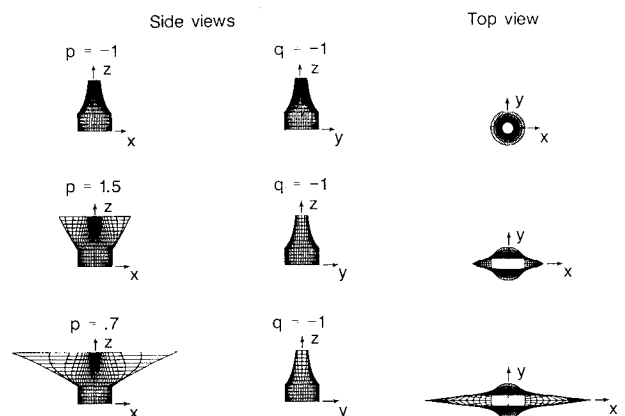 Side views
Top view
p = -1
q = -1
z
z
y
x
y
x
p = 1.5
q = -1
z
z
y
x
y
x
p = .7
q = -1
z
z
y
x
y
x